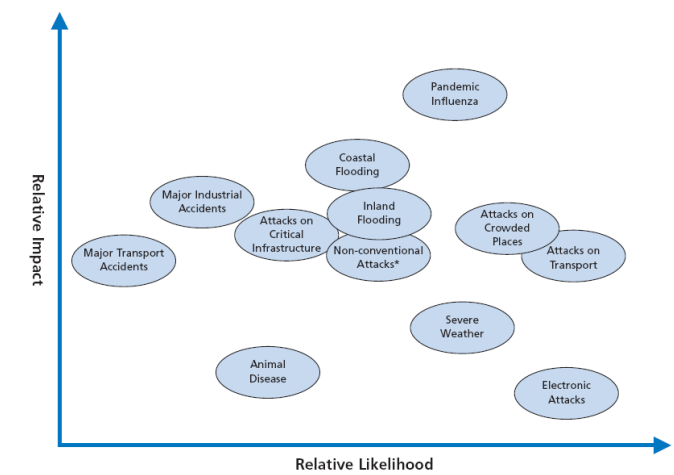 Pandemic
Influenza
Coastal
Flooding
Major Industrial
Accidents
Inland
Flooding
Attacks on
Critical
Infrastructure
Attacks on
Crowded
Places
Major Transport
Accidents
Non-conventional
Attacks*
Attacks on
Transport
Severe
Weather
Animal
Disease
Electronic
Attacks
Relative Impact
Relative Likelihood